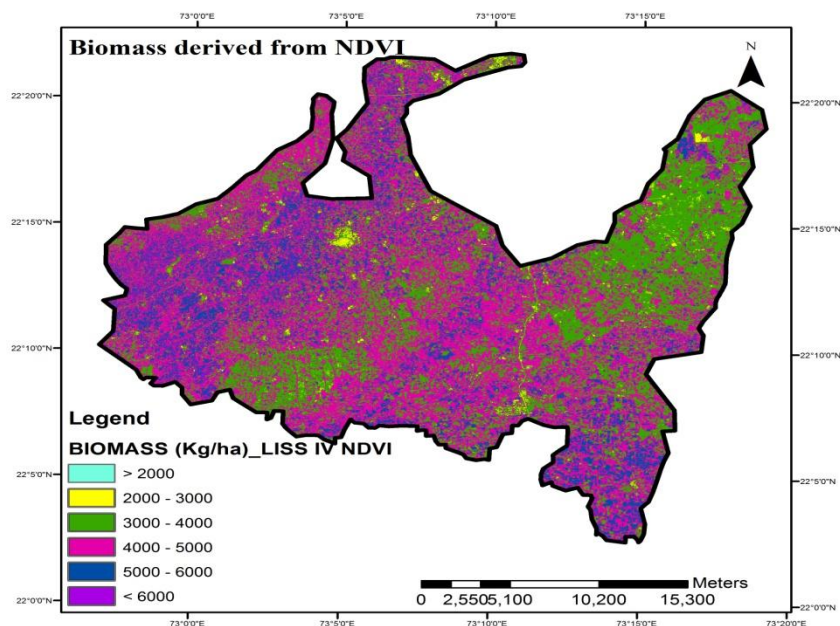 73°0'0"E 73°5'0"E 73°10'0"E 73°15'0"E
Biomass derived from NDVI
N
22°20'0"N 22°20'0"N
22°15'0"N 22°15'0"N
22°10'0"N 22°10'0"N
Legend
BIOMASS (Kg/ha)_LISS IV NDVI
22°5'0"N 22°5'0"N
> 2000
2000 - 3000
3000 - 4000
4000 - 5000
5000 - 6000
< 6000
Meters
0 2,5505,100 10,200 15,300
22°0'0"N 22°0'0"N
73°0'0"E 73°5'0"E 73°10'0"E 73°15'0"E 73°20'0"E